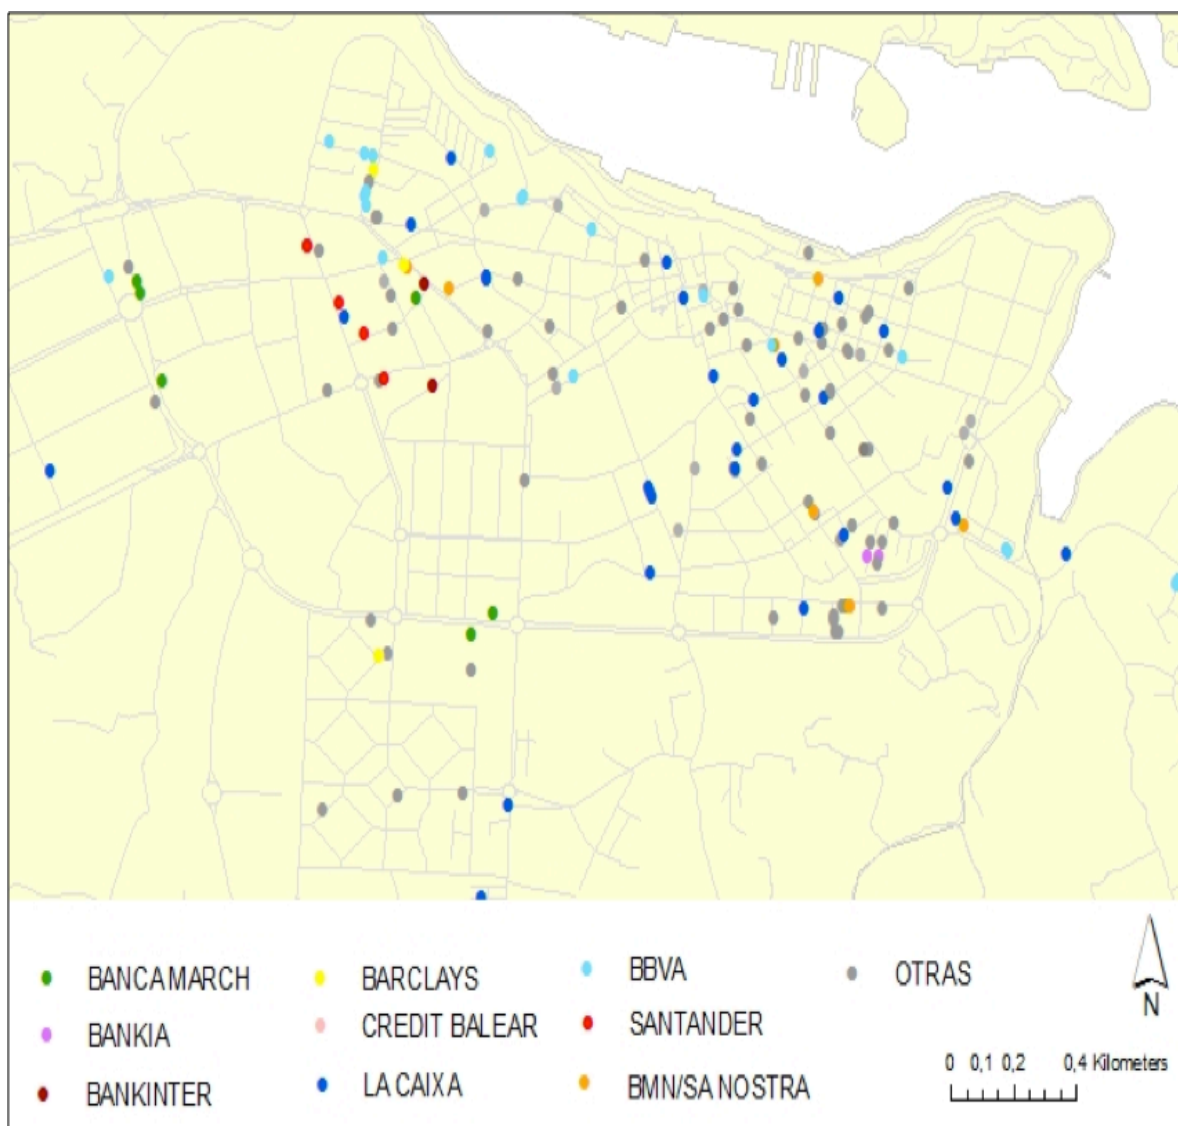 BANCA MARCH
BARCLAYS
BBVA
OTRAS
BANKIA
CREDIT BALEAR
SANTANDER
BANKINTER
LA CAIXA
BMN/SA NOSTRA
N
0 0,1 0,2 0,4 Kilometers